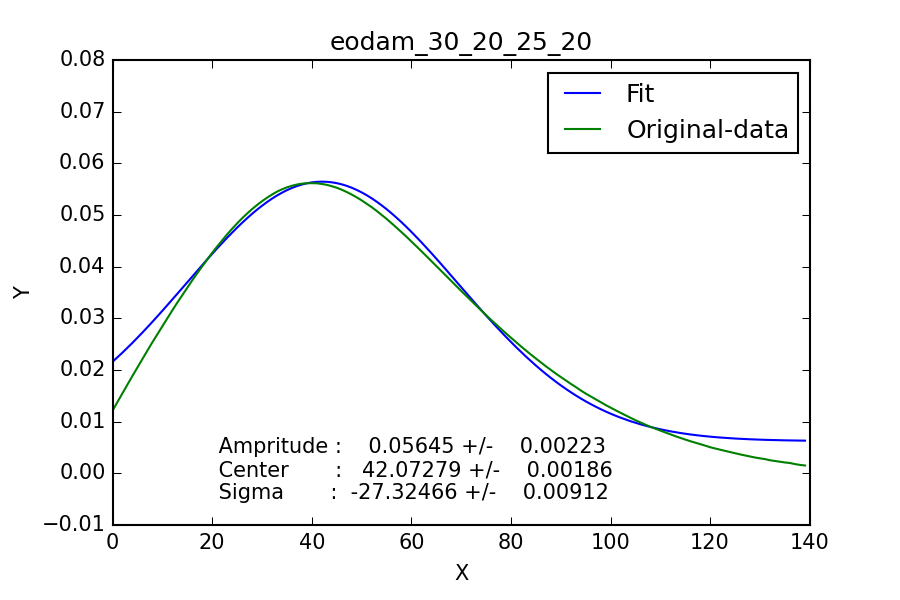 eodam_30_20_25_20
Fit
Original-data
0.08
0.07
0.06
0.05
0.04
0.03
0.02
0.01
0.00
−0.01
Y
Ampritude : 0.05645 +/- 0.00223
Center : 42.07279 +/- 0.00186
Sigma : -27.32466 +/- 0.00912
0 20 40 60 80 100 120 140
X